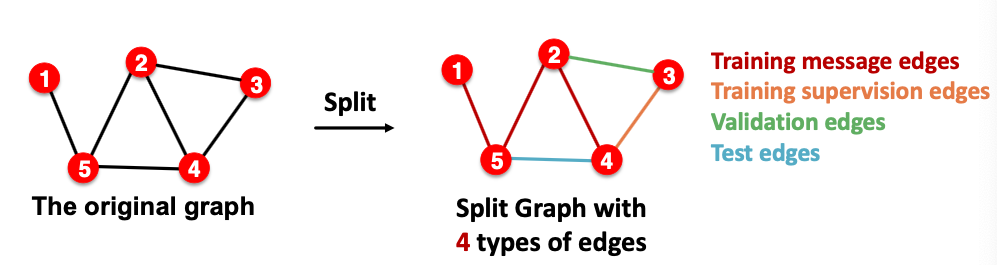 1
2
3
5
4
The original graph
Split
1
2
3
5
4
Split Graph with
4 types of edges
Training message edges
Training supervision edges
Validation edges
Test edges